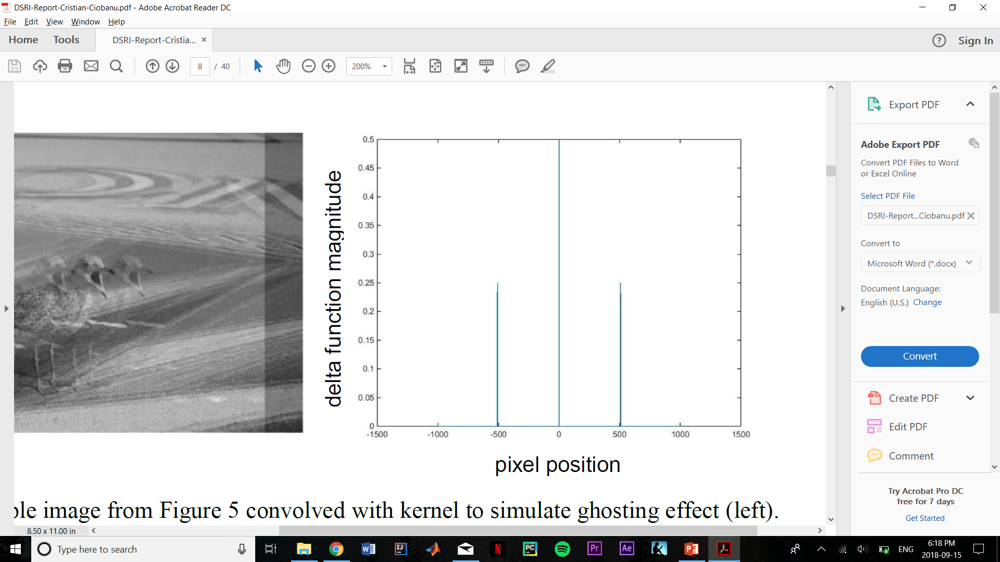 DSRI-Report-Cristian-Ciobanu.pdf - Adobe Acrobat Reader DC
File Edit View Window Help
Home Tools DSRI-Report-Cristia... × ? Sign In
8 / 40 200%
0.5
0.45
0.4
0.35
0.3
0.25
0.2
0.15
0.1
0.05
0
-1500 -1000 -500 0 500 1000 1500
delta function magnitude
pixel position
ple image from Figure 5 convolved with kernel to simulate ghosting effect (left).
8.50 x 11.00 in
Export PDF
Adobe Export PDF
Convert PDF Files to Word
or Excel Online
Select PDF File
DSRI-Report...Ciobanu.pdf
Convert to
Microsoft Word (*.docx)
Document Language:
English (U.S.) Change
Convert
Create PDF
Edit PDF
Comment
Try Acrobat Pro DC
free for 7 days
Get Started
Type here to search
IJ
N
PC
Pr
Ae
ENG
6:18 PM
2018-09-15